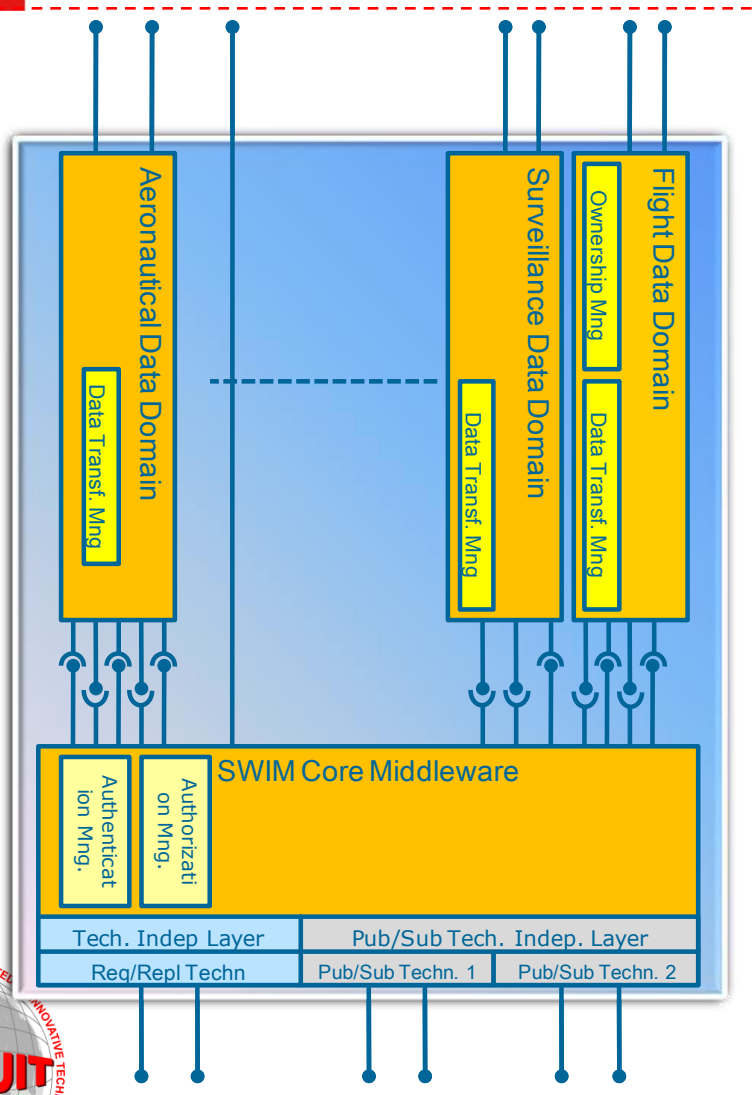 Aeronautical Data Domain
Data Transf. Mng
Surveillance Data Domain
Data Transf. Mng
Flight Data Domain
Ownership Mng
Data Transf. Mng
SWIM Core Middleware
Authenticat
ion Mng.
Authorizati
on Mng.
Tech. Indep Layer
Pub/Sub Tech. Indep. Layer
Req/Repl Techn
Pub/Sub Techn. 1
Pub/Sub Techn. 2